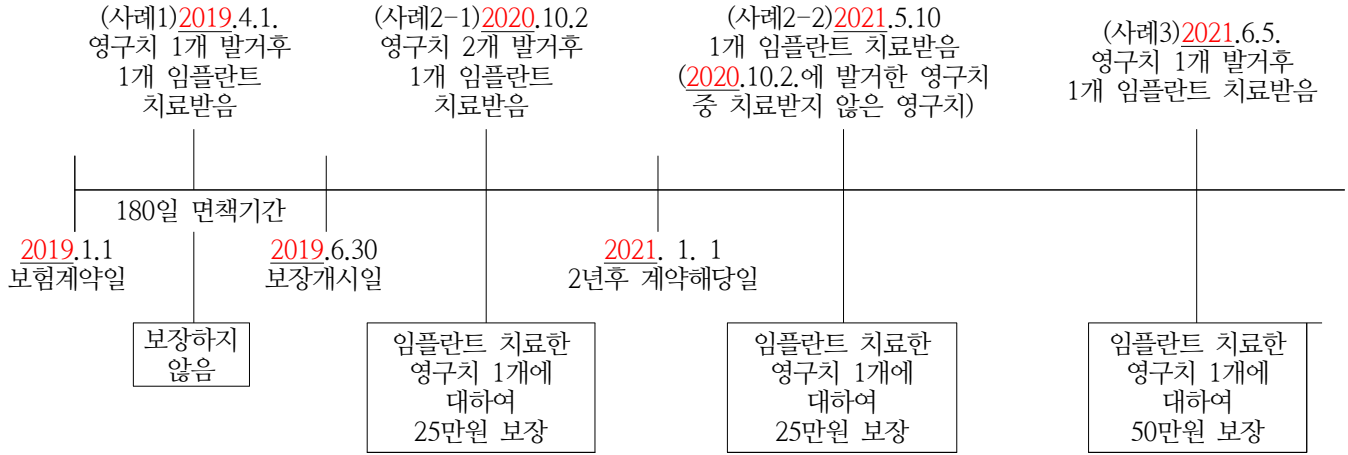 (사례1)2019.4.1.
영구치 1개 발거후
1개 임플란트
치료받음
(사례2-1)2020.10.2
영구치 2개 발거후
1개 임플란트
치료받음
(사례2-2)2021.5.10
1개 임플란트 치료받음
(2020.10.2.에 발거한 영구치
중 치료받지 않은 영구치)
(사례3)2021.6.5.
영구치 1개 발거후
1개 임플란트 치료받음
180일 면책기간
2019.1.1
보험계약일
2019.6.30
보장개시일
2021. 1. 1
2년후 계약해당일
보장하지
않음
임플란트 치료한
영구치 1개에
대하여
25만원 보장
임플란트 치료한
영구치 1개에
대하여
25만원 보장
임플란트 치료한
영구치 1개에
대하여
50만원 보장